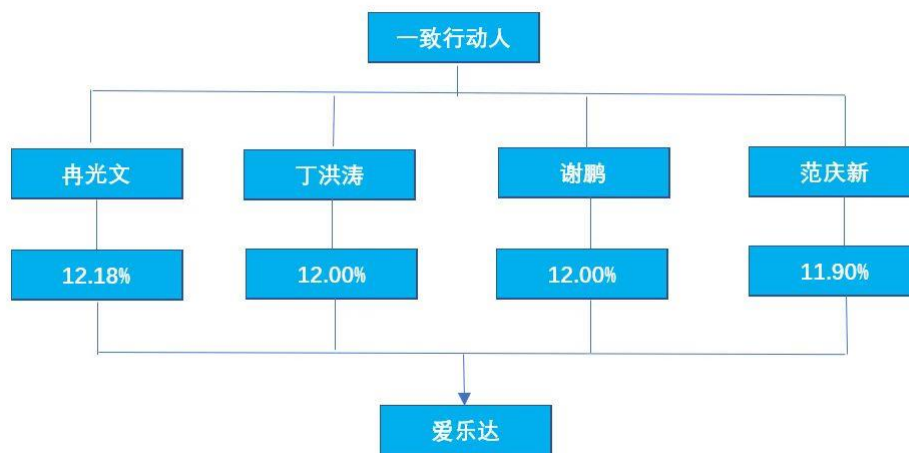 一致行动人
冉光文
丁洪涛
谢鹏
范庆新
12.18%
12.00%
12.00%
11.90%
爱乐达